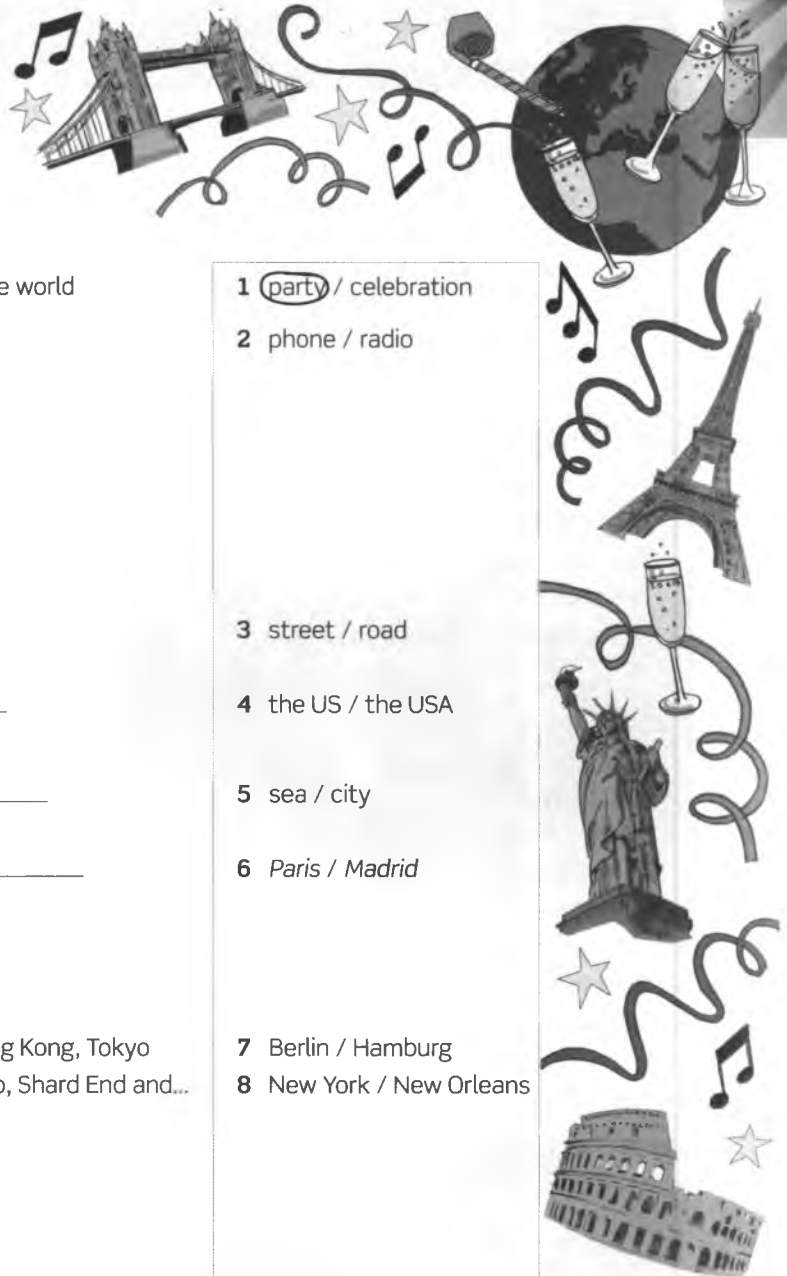 e world
1 party / celebration
2 phone / radio
3 street / road
4 the US / the USA
5 sea / city
6 Paris / Madrid
g Kong, Tokyo
7 Berlin / Hamburg
o, Shard End and...
8 New York / New Orleans